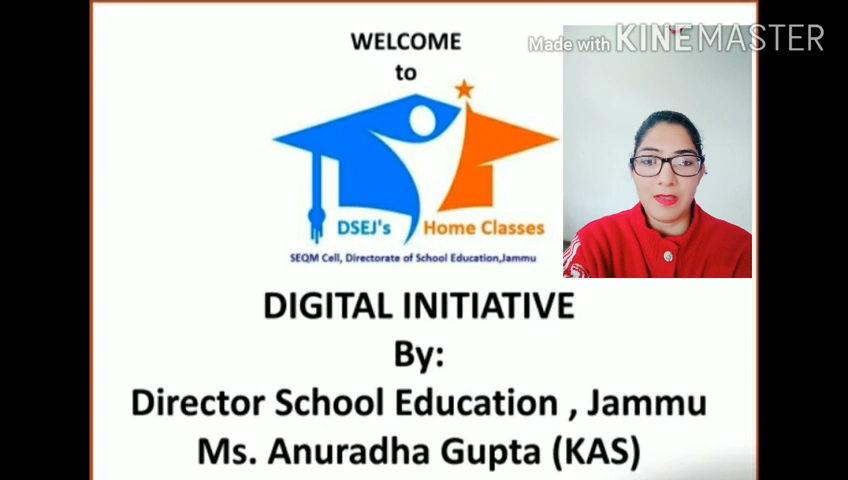 WELCOME
to
Made with KINEMASTER
DSEJ's Home Classes
SEQM Cell, Directorate of School Education,Jammu
DIGITAL INITIATIVE
By:
Director School Education , Jammu
Ms. Anuradha Gupta (KAS)